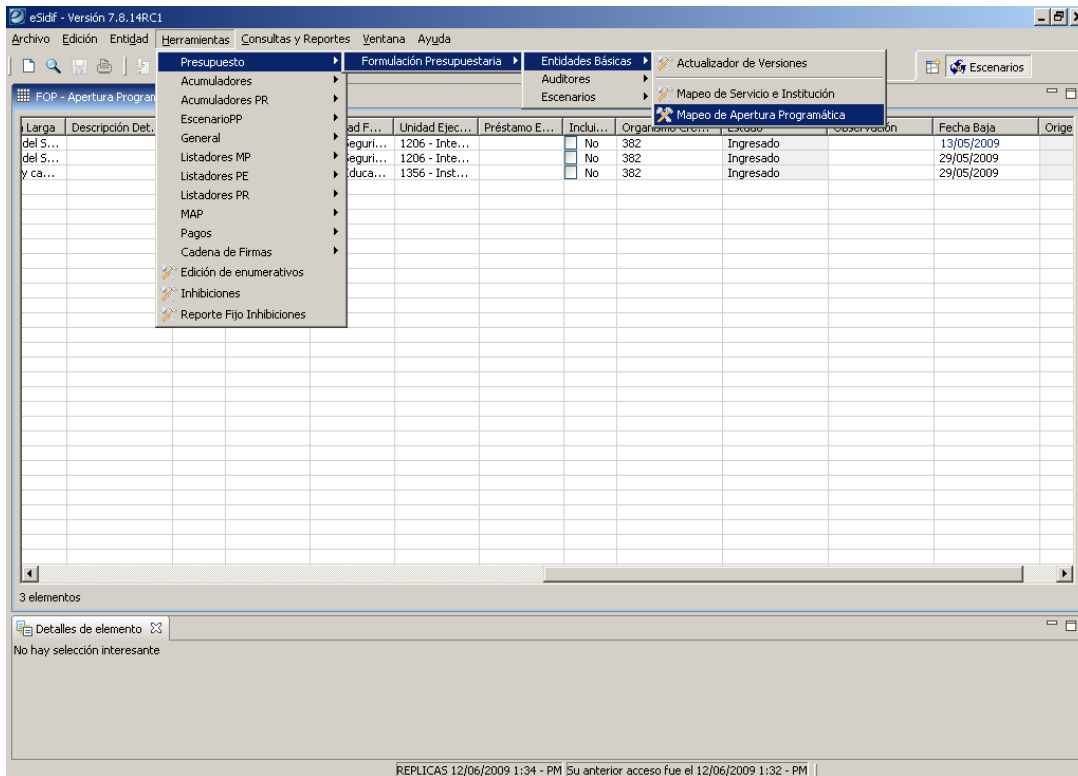 eSidif - Versión 7.8.14RC1
Archivo Edición Entidad Herramientas Consultas y Reportes Ventana Ayuda
Escenarios
FOP - Apertura Program
Presupuesto
Acumuladores
Acumuladores PR
EscenarioPP
General
Listadores MP
Listadores PE
Listadores PR
MAP
Pagos
Cadena de Firmas
Edición de enumerativos
Inhibiciones
Reporte Fijo Inhibiciones
Formulación Presupuestaria
Entidades Básicas
Auditores
Escenarios
Actualizador de Versiones
Mapeo de Servicio e Institución
Mapeo de Apertura Programática
Larga Descripción Det. ad F... Unidad Ejec... Préstamo E... Inclui... Organismo Cre... Estado Observación Fecha Baja Orige
del S... Seguri... 1206 - Inte... No 382 Ingresado 13/05/2009
del S... Seguri... 1206 - Inte... No 382 Ingresado 29/05/2009
y ca... Educa... 1356 - Inst... No 382 Ingresado 29/05/2009
3 elementos
Detalles de elemento
No hay selección interesante
REPLICAS 12/06/2009 1:34 - PM Su anterior acceso fue el 12/06/2009 1:32 - PM